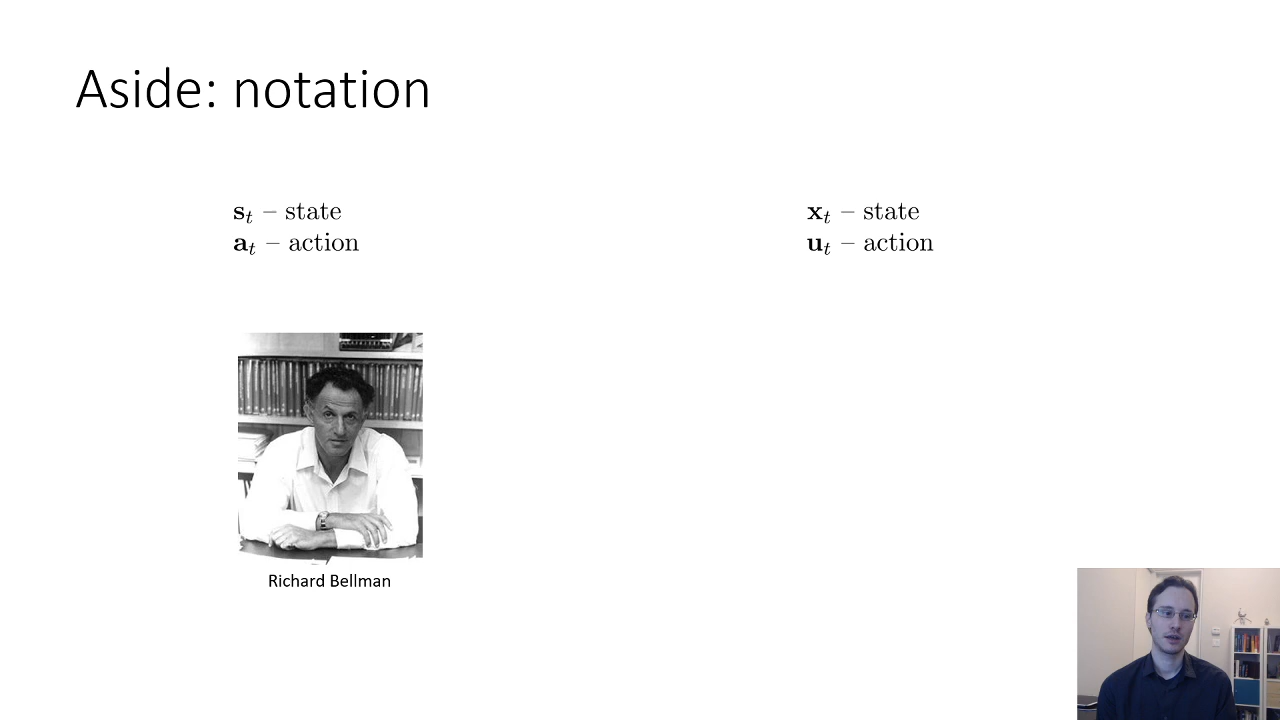 Aside: notation
s_t – state
a_t – action
x_t – state
u_t – action
Richard Bellman